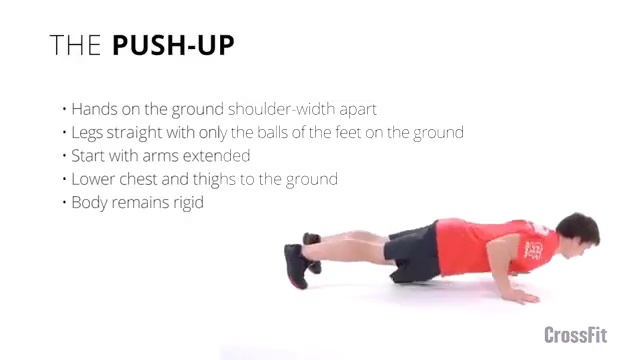 THE PUSH-UP
• Hands on the ground shoulder-width apart
• Legs straight with only the balls of the feet on the ground
• Start with arms extended
• Lower chest and thighs to the ground
• Body remains rigid
CrossFit